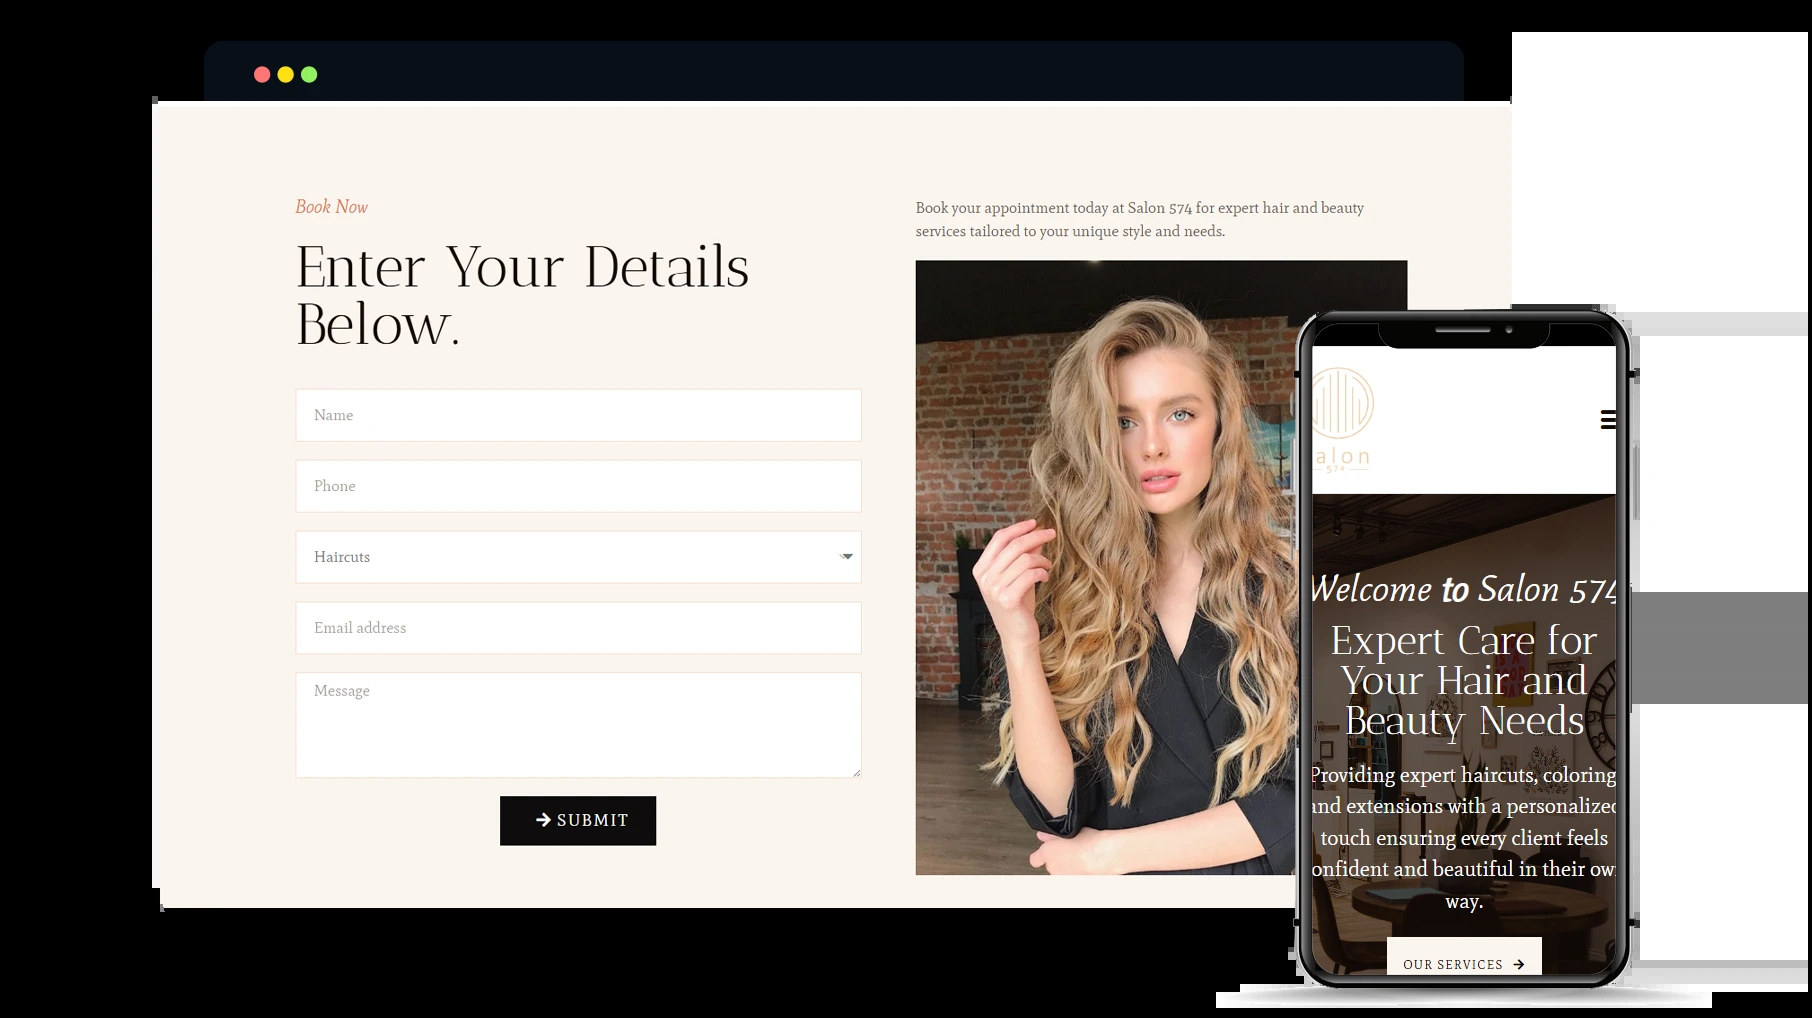 Book Now
Enter Your Details
Below.
Name
Phone
Haircuts
Email address
Message
SUBMIT
Book your appointment today at Salon 574 for expert hair and beauty
services tailored to your unique style and needs.
alon
574
Welcome to Salon 574
Expert Care for
Your Hair and
Beauty Needs
Providing expert haircuts, coloring
and extensions with a personalized
touch ensuring every client feels
onfident and beautiful in their ow
way.
OUR SERVICES